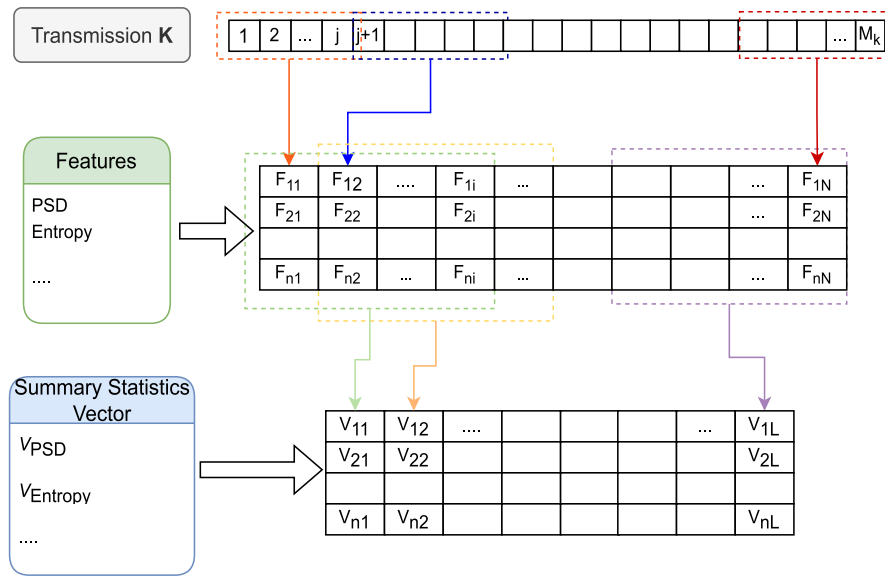 Transmission K
1 2 ... j j+1 ... Mk
Features
PSD
Entropy
....
F11 F12 .... F1i ... ... F1N
F21 F22 F2i ... F2N
Fn1 Fn2 ... Fni ... ... FnN
Summary Statistics
Vector
VPSD
VEntropy
....
V11 V12 .... ... V1L
V21 V22 V2L
Vn1 Vn2 VnL